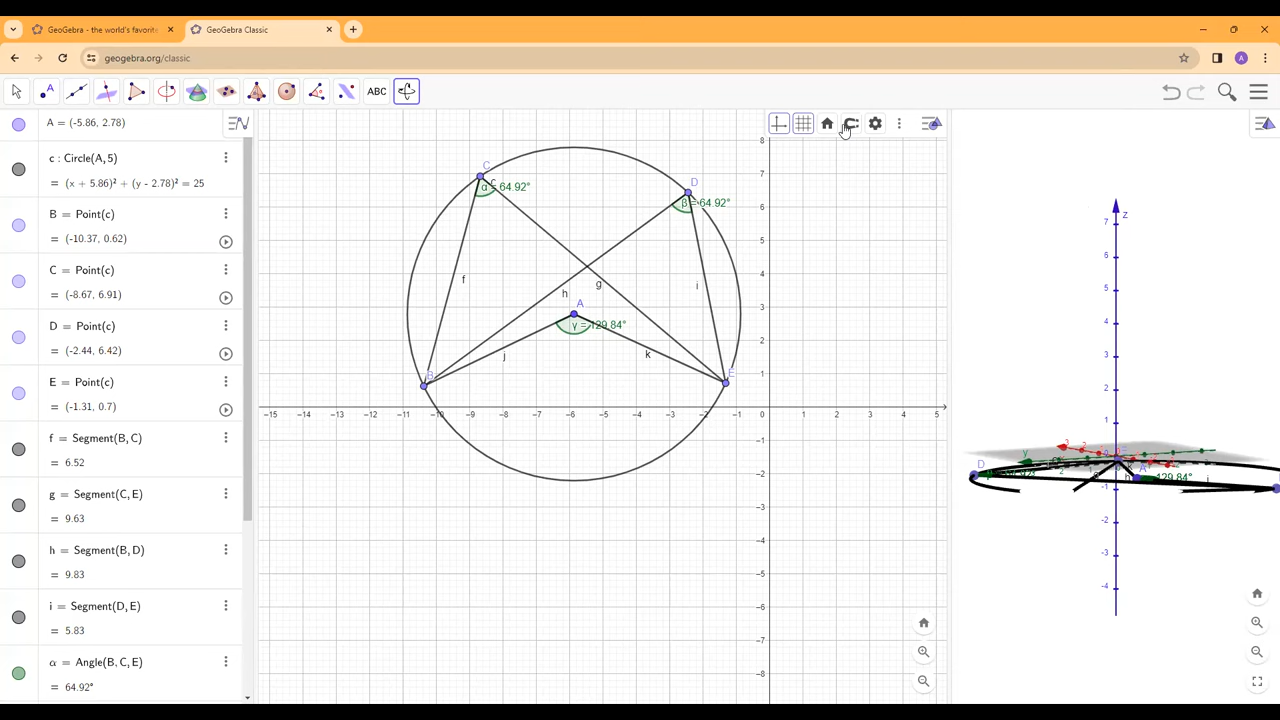 GeoGebra - the world's favorite
GeoGebra Classic
geogebra.org/classic
A
ABC
A = (-5.86, 2.78)
c : Circle(A, 5)
= (x + 5.86)² + (y - 2.78)² = 25
B = Point(c)
= (-10.37, 0.62)
C = Point(c)
= (-8.67, 6.91)
D = Point(c)
= (-2.44, 6.42)
E = Point(c)
= (-1.31, 0.7)
f = Segment(B, C)
= 6.52
g = Segment(C, E)
= 9.63
h = Segment(B, D)
= 9.83
i = Segment(D, E)
= 5.83
α = Angle(B, C, E)
= 64.92°
C
c
α = 64.92°
D
β = 64.92°
f
h
g
i
A
γ = 129.84°
j
k
B
E
8
7
6
5
4
3
2
1
−15 −14 −13 −12 −11 −10 −9 −8 −7 −6 −5 −4 −3 −2 −1 0 1 2 3 4 5
−1
−2
−3
−4
−5
−6
−7
−8
z
7
6
5
4
3
2
1
y
D
A
129.84°
i
-1
-2
-3
-4